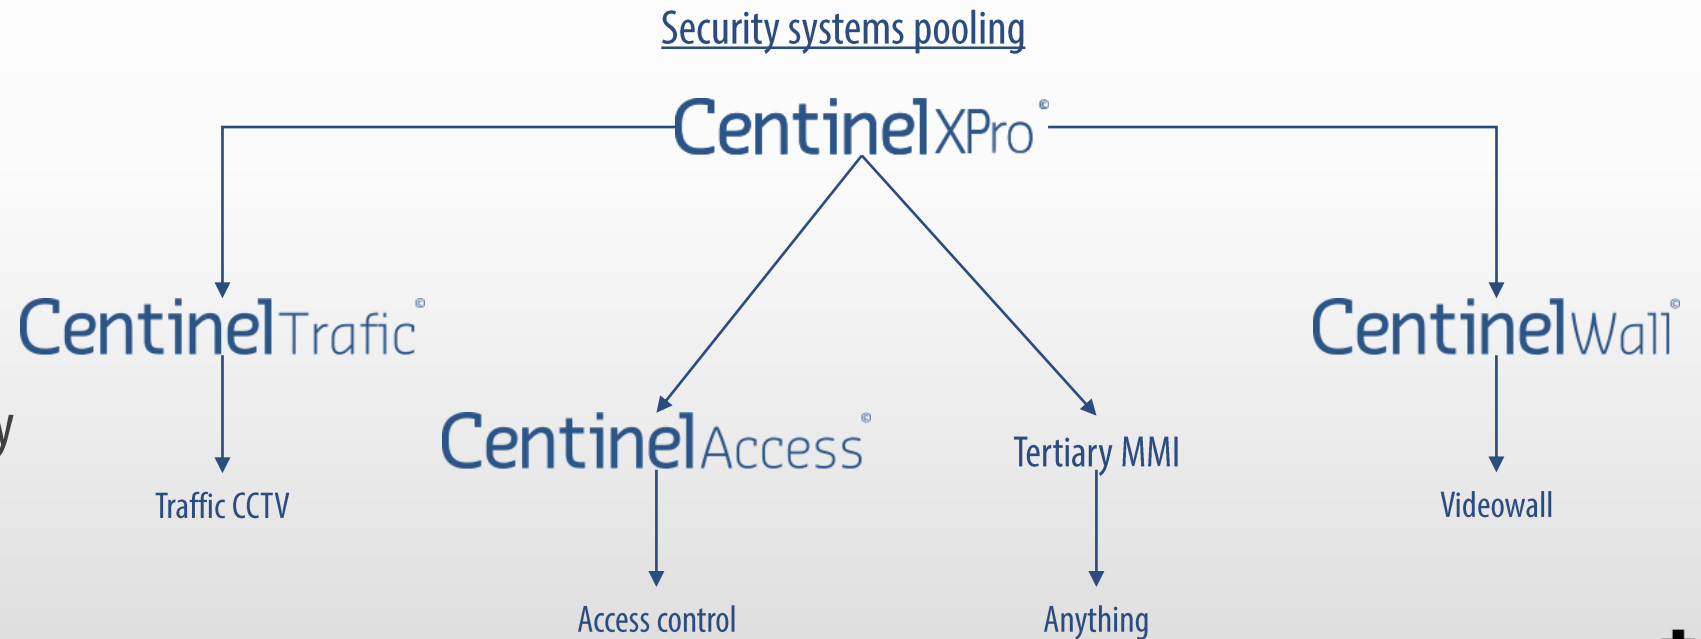 Security systems pooling
CentinelXPro©
CentinelTrafic©
CentinelWall©
y
CentinelAccess©
Tertiary MMI
Traffic CCTV
Videowall
Access control
Anything